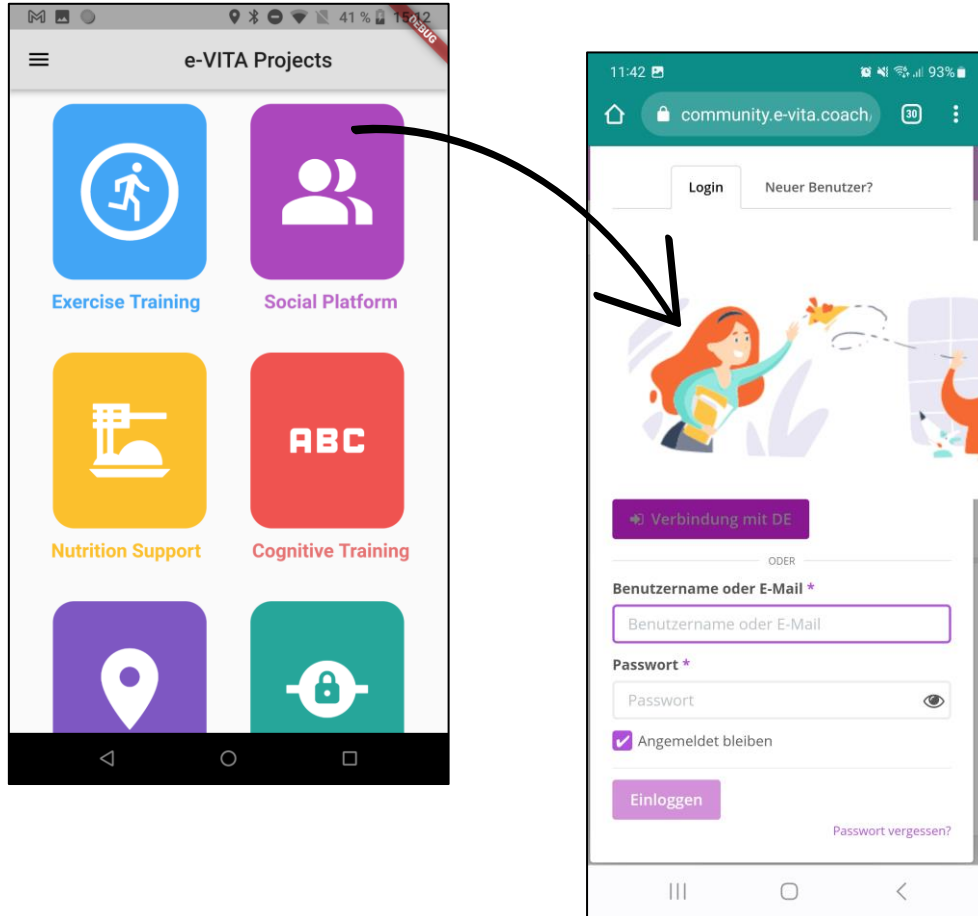 41 % 15:12
DEBUG
e-VITA Projects
Exercise Training
Social Platform
Nutrition Support
ABC
Cognitive Training
11:42
93%
community.e-vita.coach/
30
Login
Neuer Benutzer?
Verbindung mit DE
ODER
Benutzername oder E-Mail *
Benutzername oder E-Mail
Passwort *
Passwort
Angemeldet bleiben
Einloggen
Passwort vergessen?